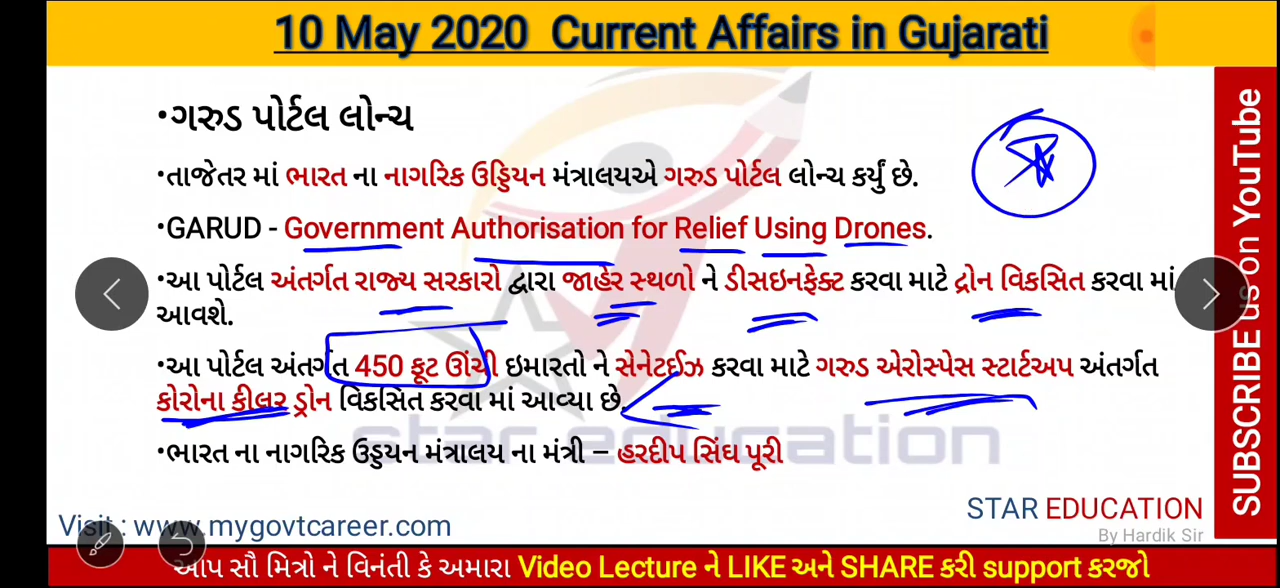 10 May 2020 Current Affairs in Gujarati
•ગરુડ પોર્ટલ લોન્ચ
•તાજેતર માં ભારત ના નાગરિક ઉડ્ડિયન મંત્રાલયએ ગરુડ પોર્ટલ લોન્ચ કર્યું છે.
•GARUD - Government Authorisation for Relief Using Drones.
•આ પોર્ટલ અંતર્ગત રાજ્ય સરકારો દ્વારા જાહેર સ્થળો ને ડીસઇનફેક્ટ કરવા માટે દ્રોન વિકસિત કરવા માં
આવશે.
•આ પોર્ટલ અંતર્ગત 450 ફૂટ ઊંચી ઇમારતો ને સેનેટઈઝ કરવા માટે ગરુડ એરોસ્પેસ સ્ટાર્ટઅપ અંતર્ગત
કોરોના કીલર ડ્રોન વિકસિત કરવા માં આવ્યા છે.
star education
•ભારત ના નાગરિક ઉડ્ડયન મંત્રાલય ના મંત્રી – હરદીપ સિંઘ પૂરી
STAR EDUCATION
By Hardik Sir
Visit : www.mygovtcareer.com
આપ સૌ મિત્રો ને વિનંતી કે અમારા Video Lecture ને LIKE અને SHARE કરી support કરજો
SUBSCRIBE us on YouTube